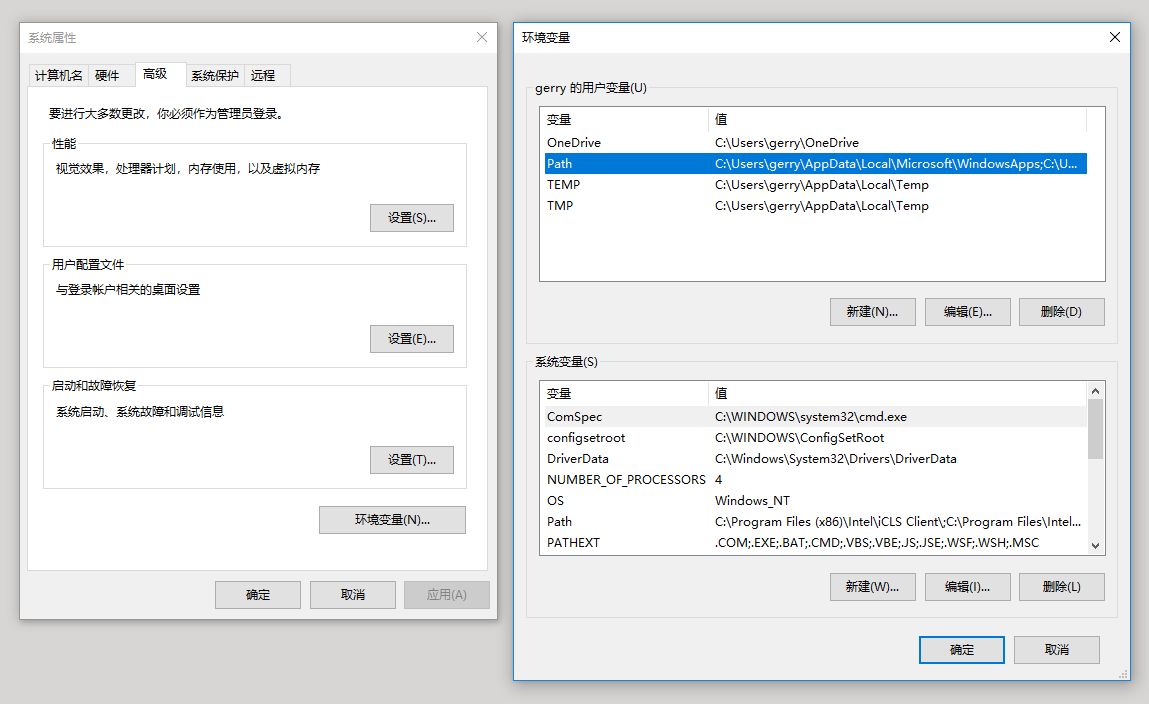 系统属性
计算机名 硬件 高级 系统保护 远程
要进行大多数更改，你必须作为管理员登录。
性能
视觉效果，处理器计划，内存使用，以及虚拟内存
设置(S)...
用户配置文件
与登录帐户相关的桌面设置
设置(E)...
启动和故障恢复
系统启动、系统故障和调试信息
设置(T)...
环境变量(N)...
确定 取消 应用(A)
环境变量
gerry 的用户变量(U)
变量 值
OneDrive C:\Users\gerry\OneDrive
Path C:\Users\gerry\AppData\Local\Microsoft\WindowsApps;C:\U...
TEMP C:\Users\gerry\AppData\Local\Temp
TMP C:\Users\gerry\AppData\Local\Temp
新建(N)... 编辑(E)... 删除(D)
系统变量(S)
变量 值
ComSpec C:\WINDOWS\system32\cmd.exe
configsetroot C:\WINDOWS\ConfigSetRoot
DriverData C:\Windows\System32\Drivers\DriverData
NUMBER_OF_PROCESSORS 4
OS Windows_NT
Path C:\Program Files (x86)\Intel\iCLS Client\;C:\Program Files\Intel...
PATHEXT .COM;.EXE;.BAT;.CMD;.VBS;.VBE;.JS;.JSE;.WSF;.WSH;.MSC
新建(W)... 编辑(I)... 删除(L)
确定 取消